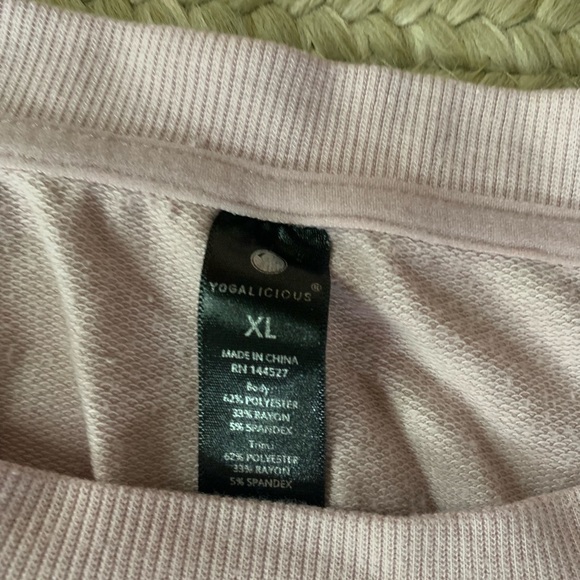 YOGALICIOUS®
XL
MADE IN CHINA
RN 144527
Body
62% POLYESTER
33% RAYON
5% SPANDEX
Trim
62% POLYESTER
33% RAYON
5% SPANDEX